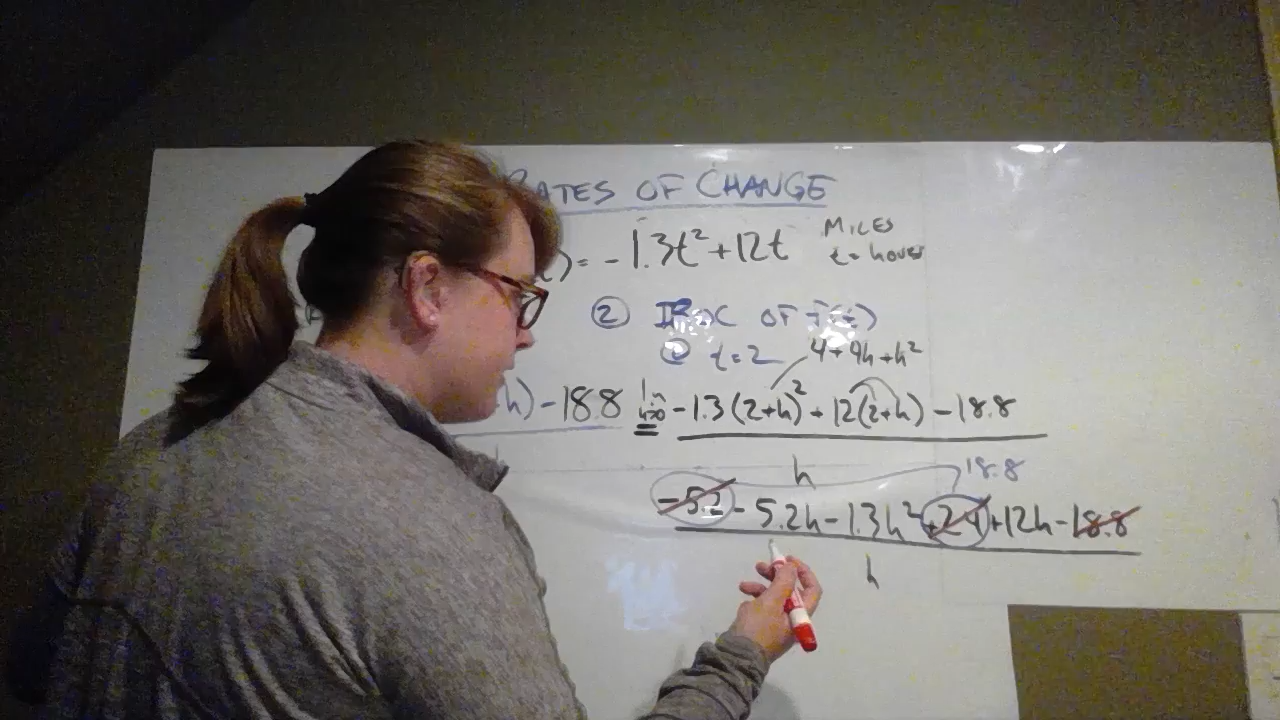 RATES OF CHANGE
) = -1.3t² + 12t MILES
t = hours
② IROC OF F(t)
@ t = 2 4 + 4h + h²
h) - 18.8 lim h→0 -1.3(2+h)² + 12(2+h) - 18.8
h 18.8
-5.2 - 5.2h - 1.3h² + 24 + 12h - 18.8
h